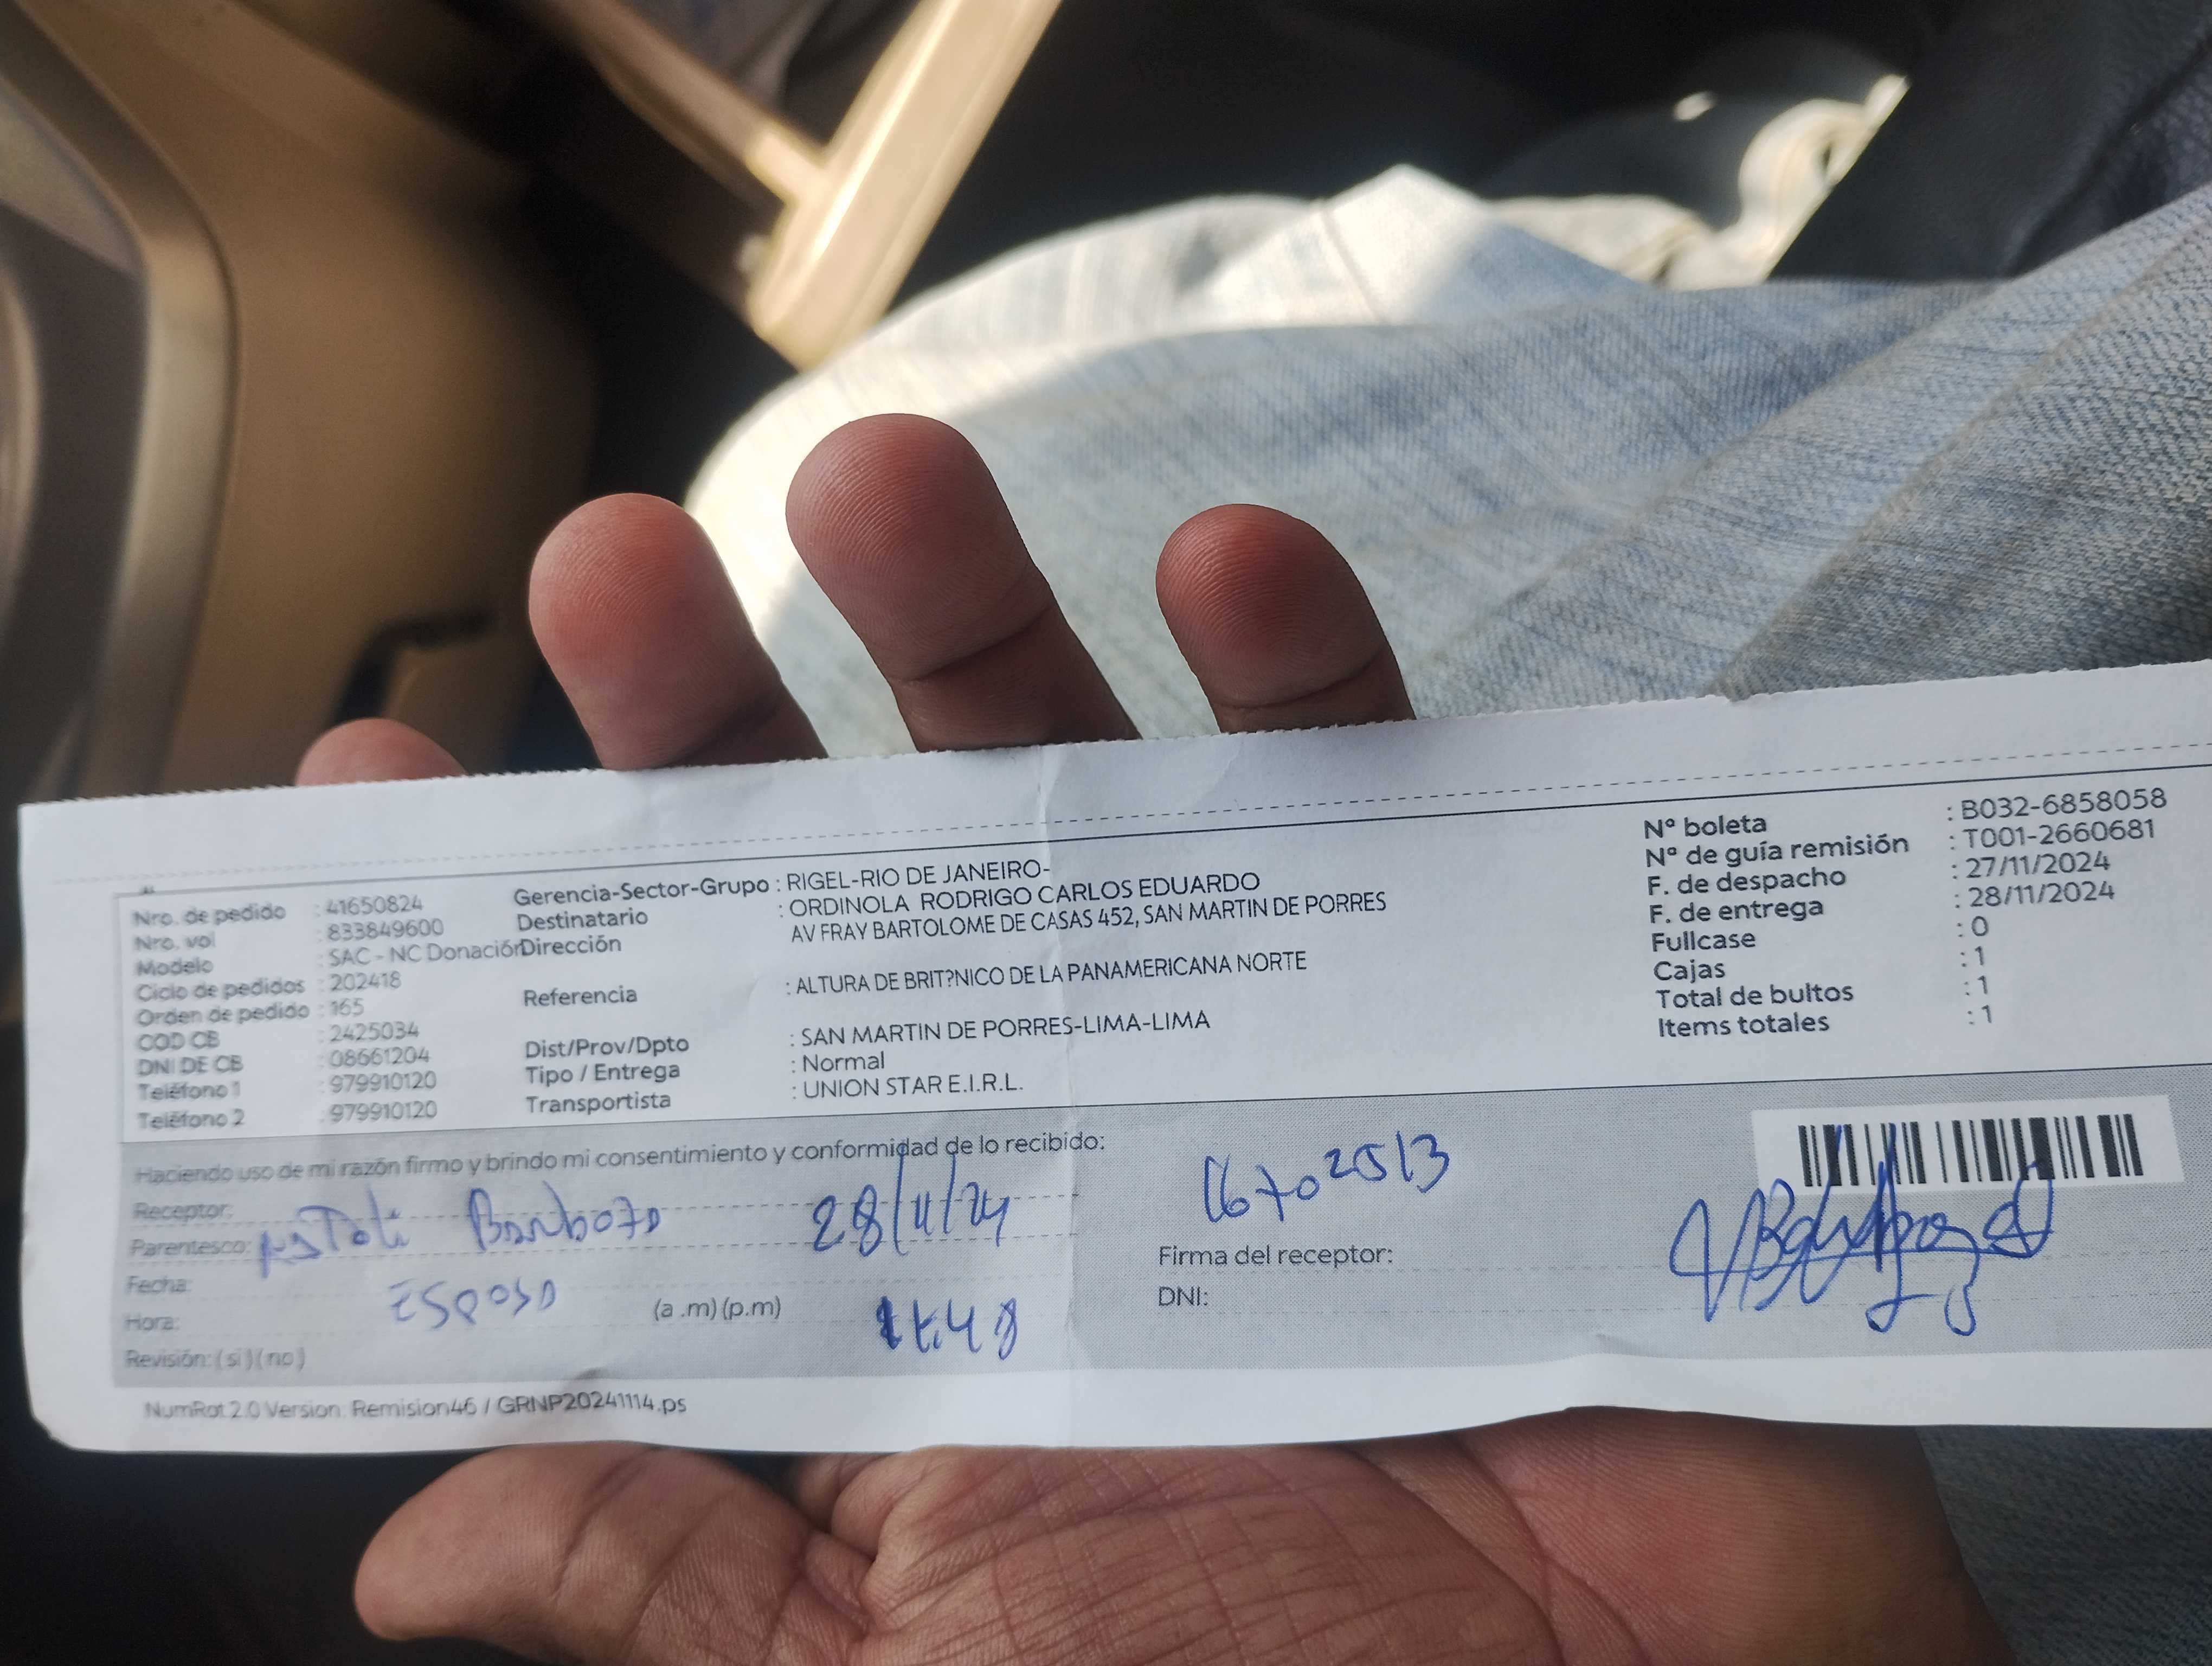 Nro. de pedido : 41650824
Nro. vol : 833849600
Modelo : SAC - NC Donación
Ciclo de pedidos : 202418
Orden de pedido : 165
COD CB : 2425034
DNI DE CB : 08661204
Teléfono 1 : 979910120
Teléfono 2 : 979910120
Gerencia-Sector-Grupo : RIGEL-RIO DE JANEIRO-
Destinatario : ORDINOLA RODRIGO CARLOS EDUARDO
Dirección AV FRAY BARTOLOME DE CASAS 452, SAN MARTIN DE PORRES
Referencia : ALTURA DE BRIT?NICO DE LA PANAMERICANA NORTE
Dist/Prov/Dpto : SAN MARTIN DE PORRES-LIMA-LIMA
Tipo / Entrega : Normal
Transportista : UNION STAR E.I.R.L.
Nº boleta : B032-6858058
Nº de guía remisión : T001-2660681
F. de despacho : 27/11/2024
F. de entrega : 28/11/2024
Fullcase : 0
Cajas : 1
Total de bultos : 1
Items totales : 1
Haciendo uso de mi razón firmo y brindo mi consentimiento y conformidad de lo recibido:
Receptor:
Parentesco: Barboza 28/11/24
Fecha: Esposo
Hora: (a .m) (p.m)
Revisión: ( si ) ( no )
16702513
Firma del receptor:
DNI:
NumRot 2.0 Version: Remision46 / GRNP20241114.ps